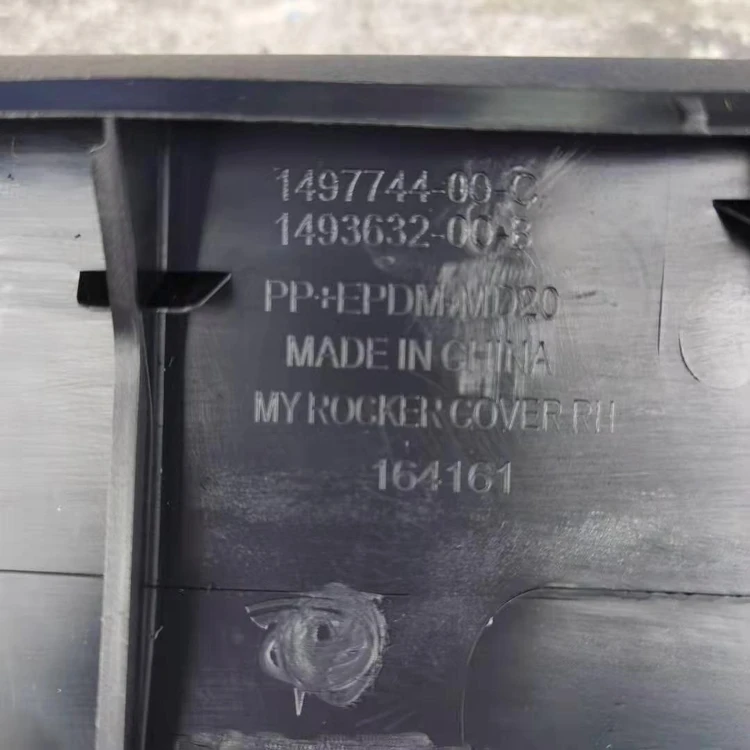 1497744-00-C
1493632-00-B
PP+EPDM-MD20
MADE IN CHINA
MY ROCKER COVER RH
164161